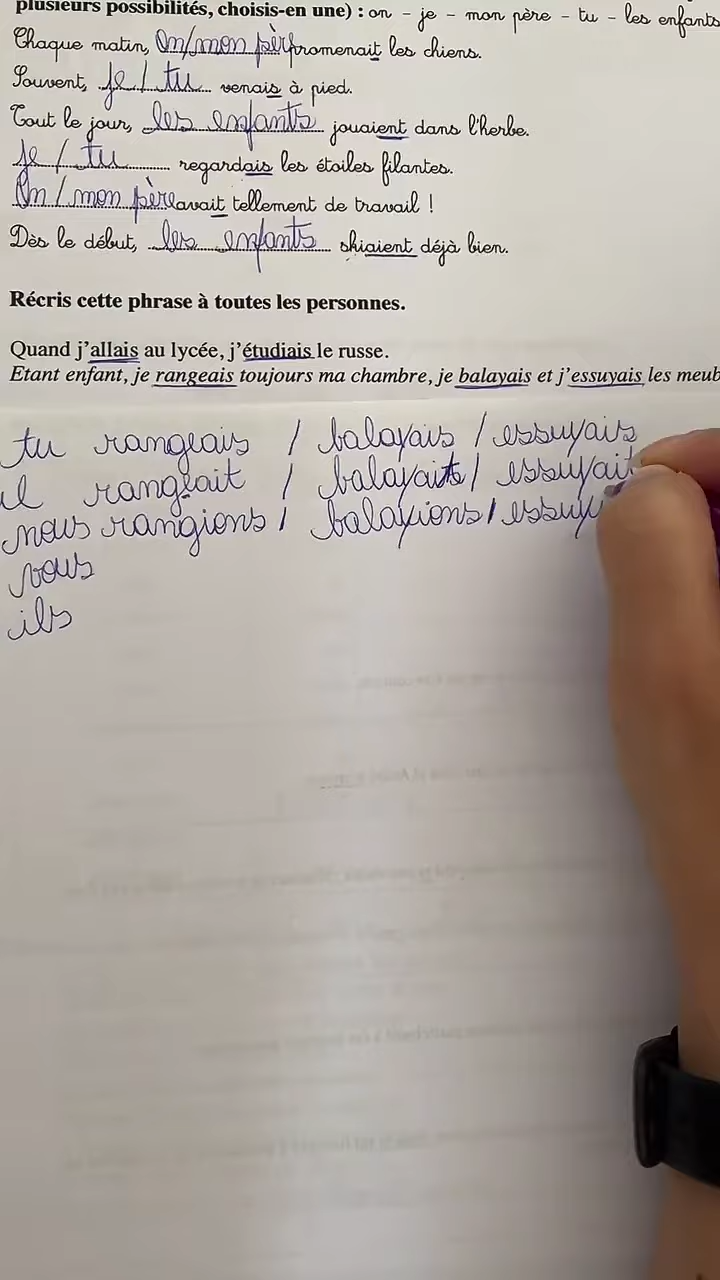 plusieurs possibilités, choisis-en une) : on – je – mon père – tu – les enfants
Chaque matin, On/mon père promenait les chiens.
Souvent, je / tu venais à pied.
Tout le jour, les enfants jouaient dans l'herbe.
Je / tu regardais les étoiles filantes.
On / mon père avait tellement de travail !
Dès le début, les enfants skiaient déjà bien.
Récris cette phrase à toutes les personnes.
Quand j'allais au lycée, j'étudiais le russe.
Etant enfant, je rangeais toujours ma chambre, je balayais et j'essuyais les meub
tu rangeais / balayais / essuyais
il rangeait / balayait / essuyait
nous rangions / balayions / essuy
vous
ils